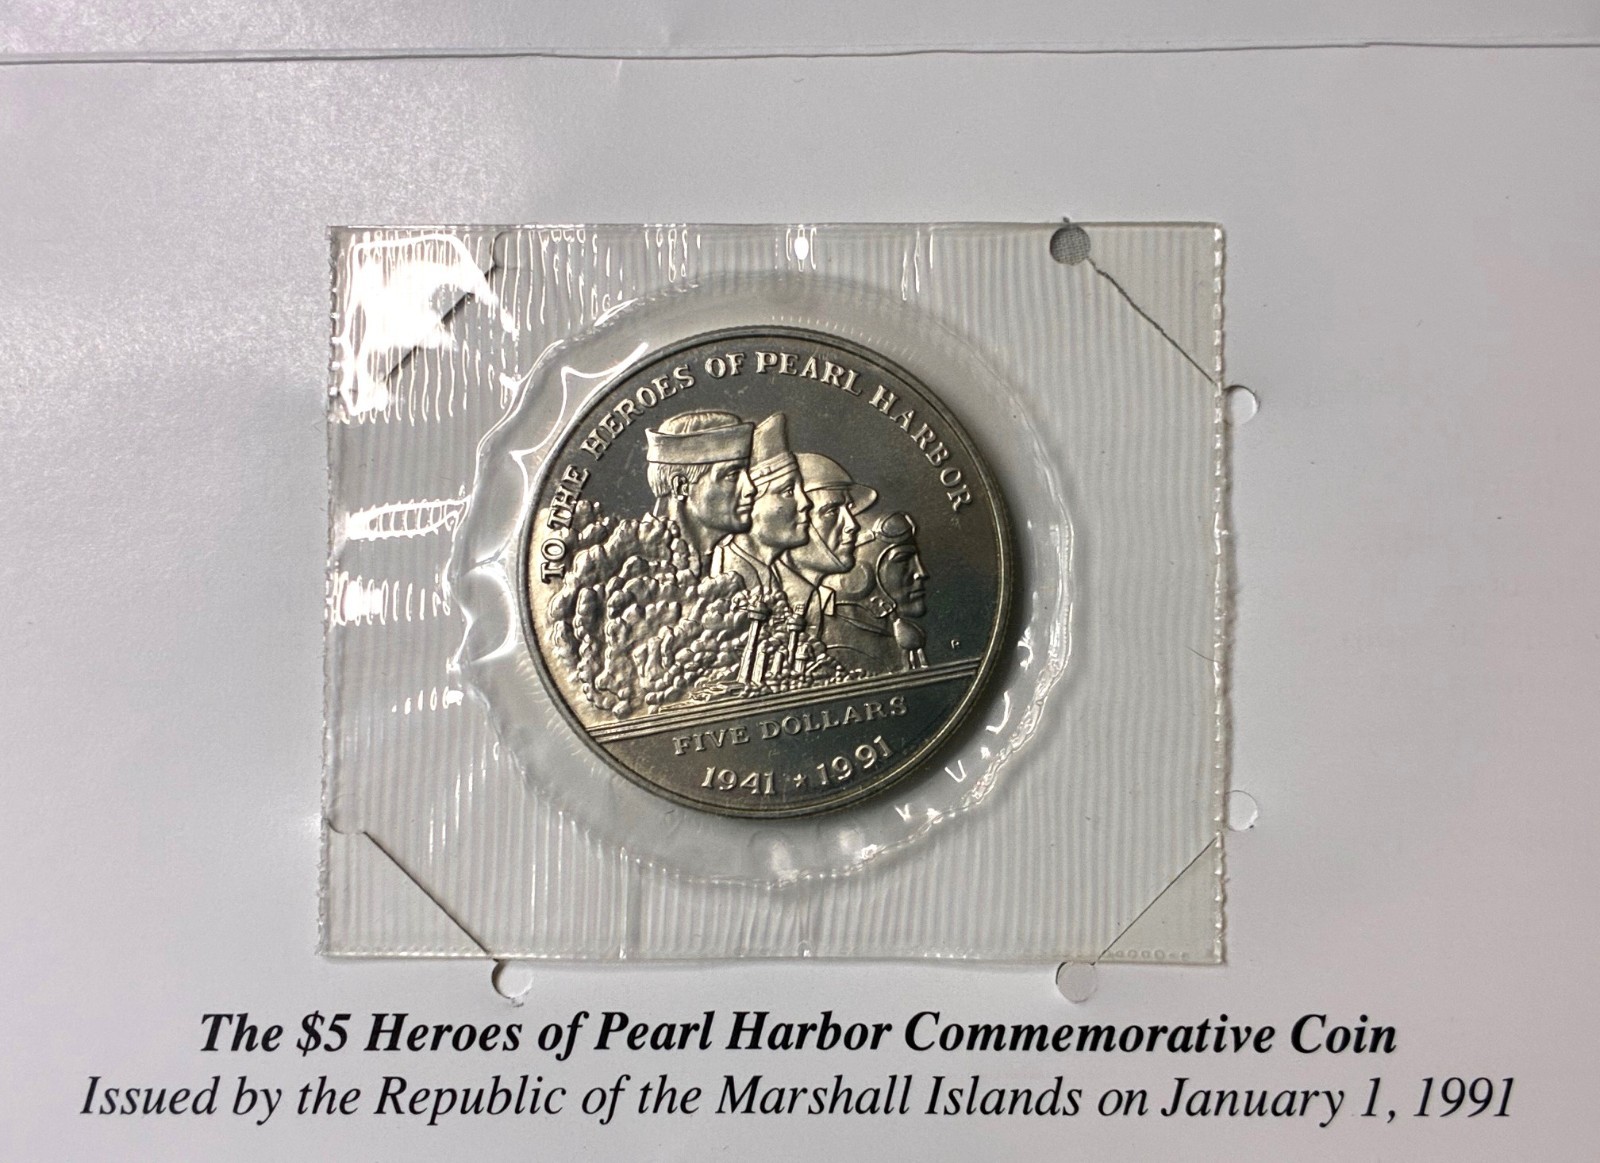 TO THE HEROES OF PEARL HARBOR
FIVE DOLLARS
1941 ★ 1991
The $5 Heroes of Pearl Harbor Commemorative Coin
Issued by the Republic of the Marshall Islands on January 1, 1991